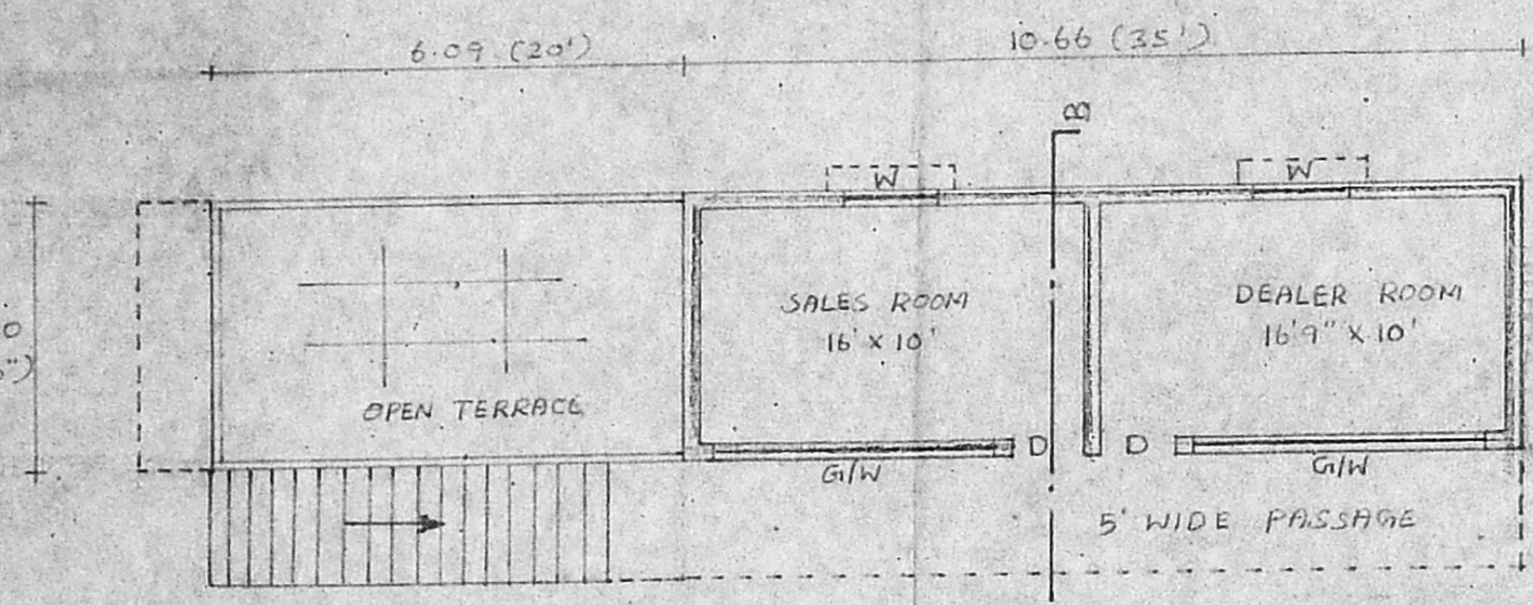 6.09. (20')
10.66 (35')
B
W
W
SALES ROOM
16' X 10'
DEALER ROOM
16'9" X 10'
OPEN TERRACE
D
D
G/W
G/W
5' WIDE PASSAGE